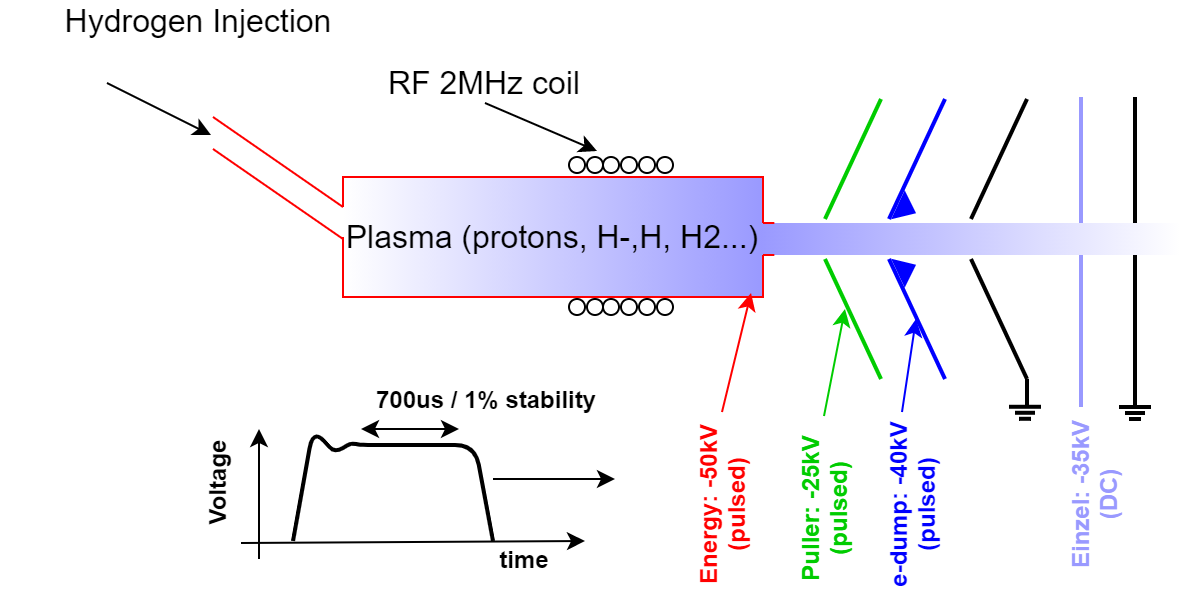 Hydrogen Injection
RF 2MHz coil
Plasma (protons, H-,H, H2...)
700us / 1% stability
Voltage
time
Energy: -50kV
(pulsed)
Puller: -25kV
(pulsed)
e-dump: -40kV
(pulsed)
Einzel: -35kV
(DC)